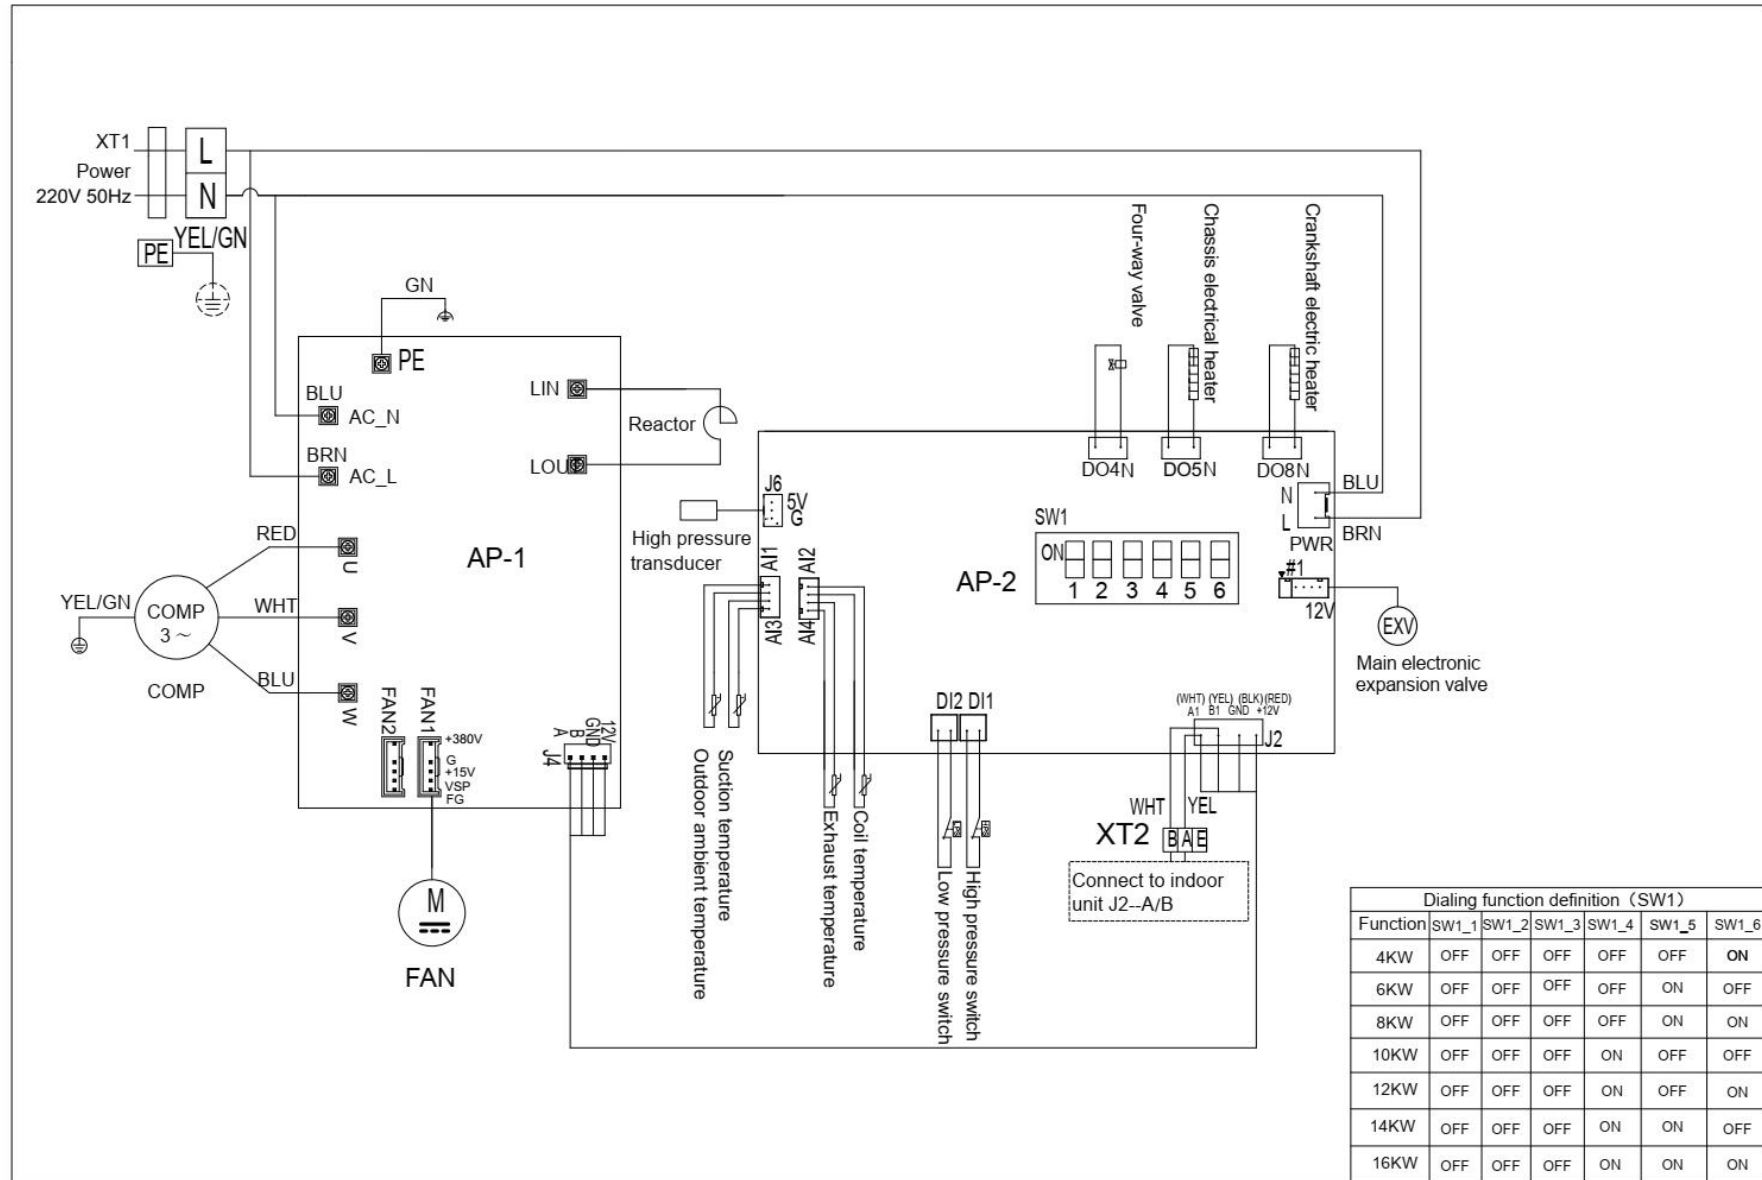 XT1
Power
220V 50Hz
L
N
PE
YEL/GN
GN
PE
BLU
AC_N
BRN
AC_L
LIN
Reactor
LOUT
RED
U
AP-1
YEL/GN
COMP
3～
WHT
V
COMP
BLU
W
FAN2
FAN1
+380V
G
+15V
VSP
FG
J4
A
B
GND
12V
M
FAN
Four-way valve
Chassis electrical heater
Crankshaft electric heater
DO4N
DO5N
DO8N
J6
5V
G
High pressure
transducer
AI1
AI3
AI2
AI4
AP-2
SW1
ON
1 2 3 4 5 6
N
L
PWR
BLU
BRN
#1
12V
EXV
Main electronic
expansion valve
DI2 DI1
(WHT) (YEL) (BLK)(RED)
A1 B1 GND +12V
J2
Outdoor ambient temperature
Suction temperature
Exhaust temperature
Coil temperature
Low pressure switch
High pressure switch
WHT YEL
XT2
B A E
Connect to indoor
unit J2--A/B
Dialing function definition（SW1）
Function SW1_1 SW1_2 SW1_3 SW1_4 SW1_5 SW1_6
4KW OFF OFF OFF OFF OFF ON
6KW OFF OFF OFF OFF ON OFF
8KW OFF OFF OFF OFF ON ON
10KW OFF OFF OFF ON OFF OFF
12KW OFF OFF OFF ON OFF ON
14KW OFF OFF OFF ON ON OFF
16KW OFF OFF OFF ON ON ON